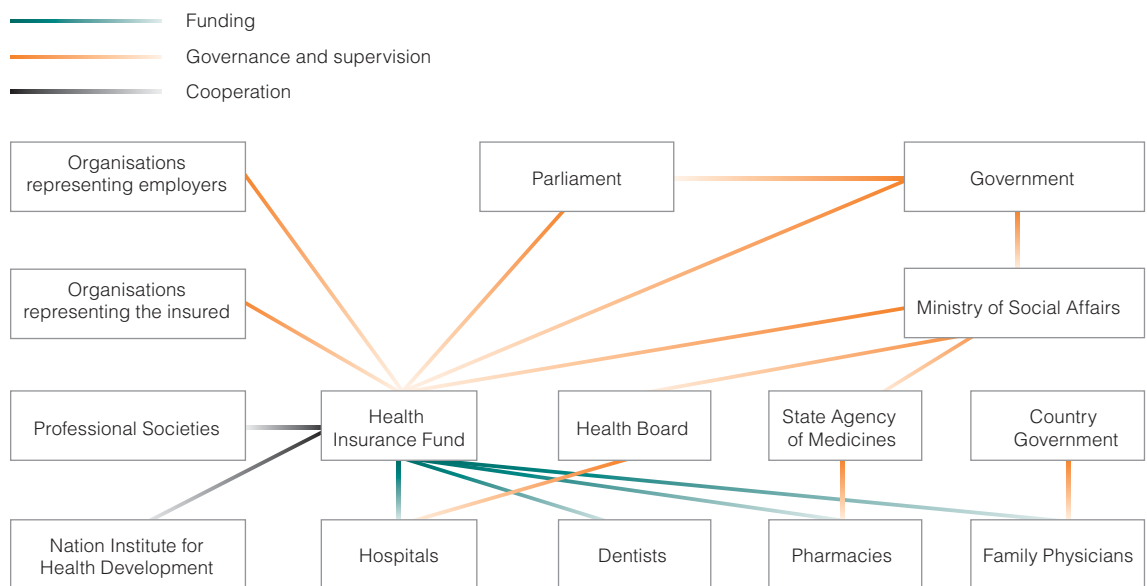 Funding
Governance and supervision
Cooperation
Organisations
representing employers
Parliament
Government
Organisations
representing the insured
Ministry of Social Affairs
Professional Societies
Health
Insurance Fund
Health Board
State Agency
of Medicines
Country
Government
Nation Institute for
Health Development
Hospitals
Dentists
Pharmacies
Family Physicians